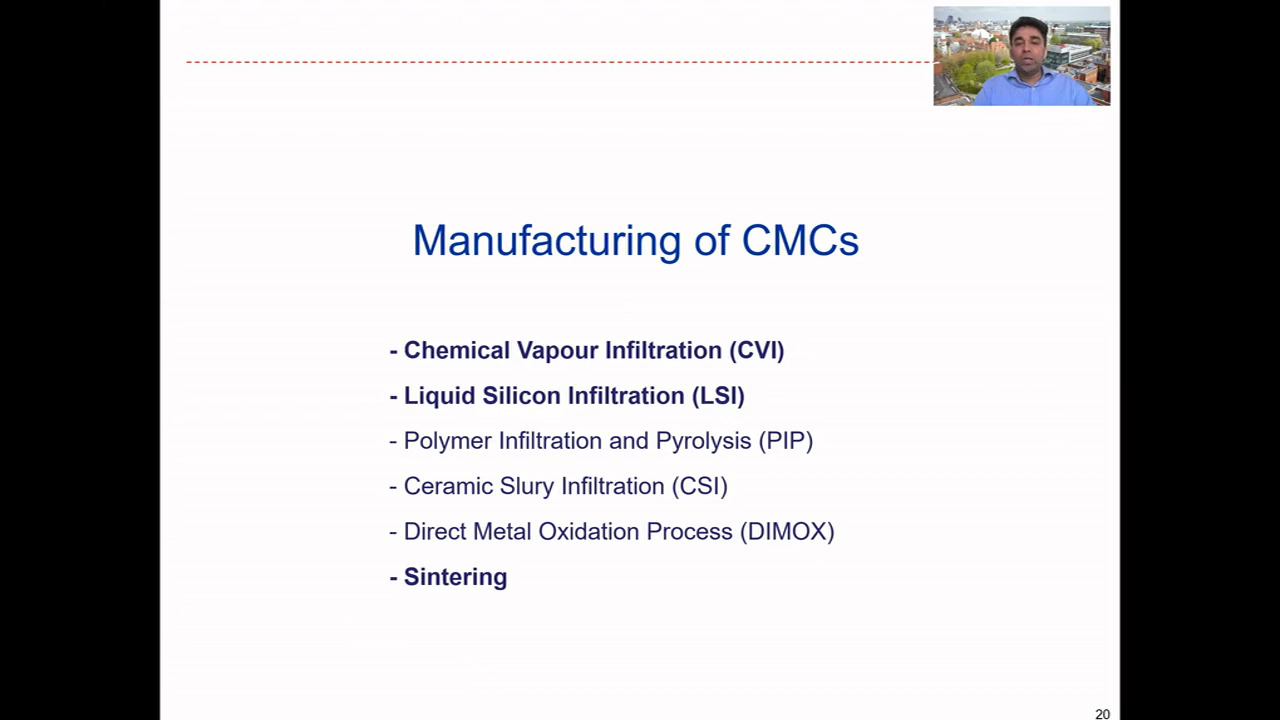 Manufacturing of CMCs
- Chemical Vapour Infiltration (CVI)
- Liquid Silicon Infiltration (LSI)
- Polymer Infiltration and Pyrolysis (PIP)
- Ceramic Slury Infiltration (CSI)
- Direct Metal Oxidation Process (DIMOX)
- Sintering
20